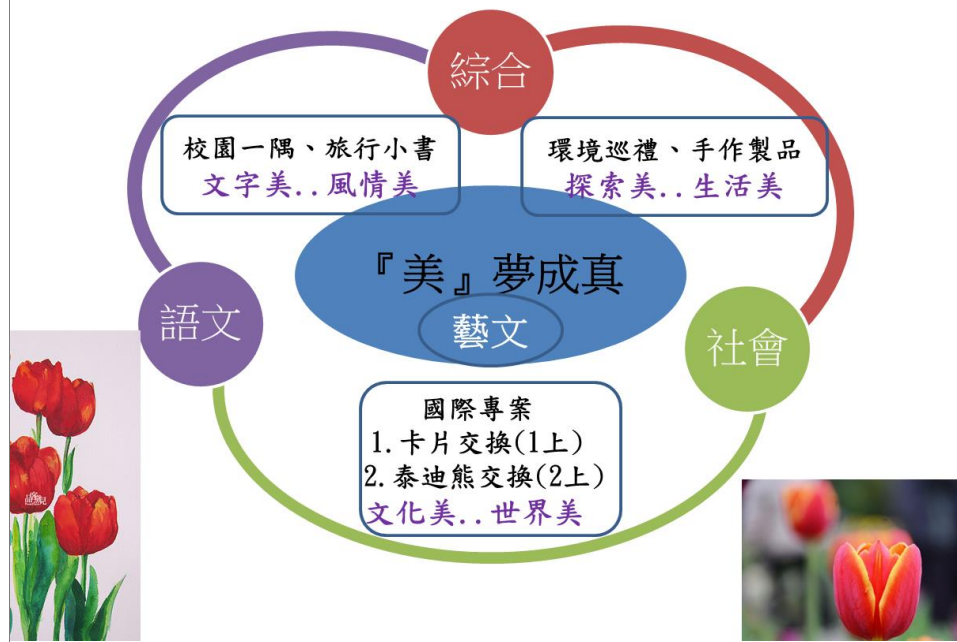 綜合
校園一隅、旅行小書
文字美..風情美
環境巡禮、手作製品
探索美..生活美
『美』夢成真
藝文
語文
社會
國際專案
1.卡片交換(1上)
2.泰迪熊交換(2上)
文化美..世界美